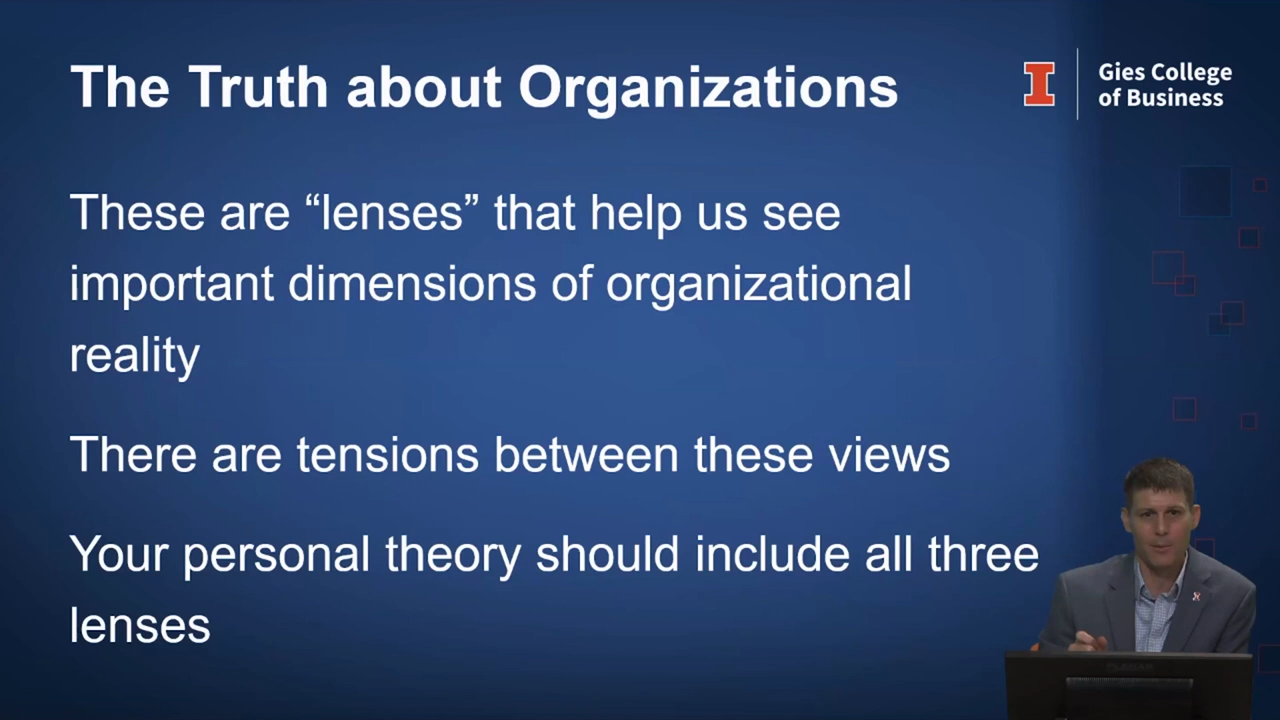 The Truth about Organizations
Gies College
of Business
These are “lenses” that help us see
important dimensions of organizational
reality
There are tensions between these views
Your personal theory should include all three
lenses